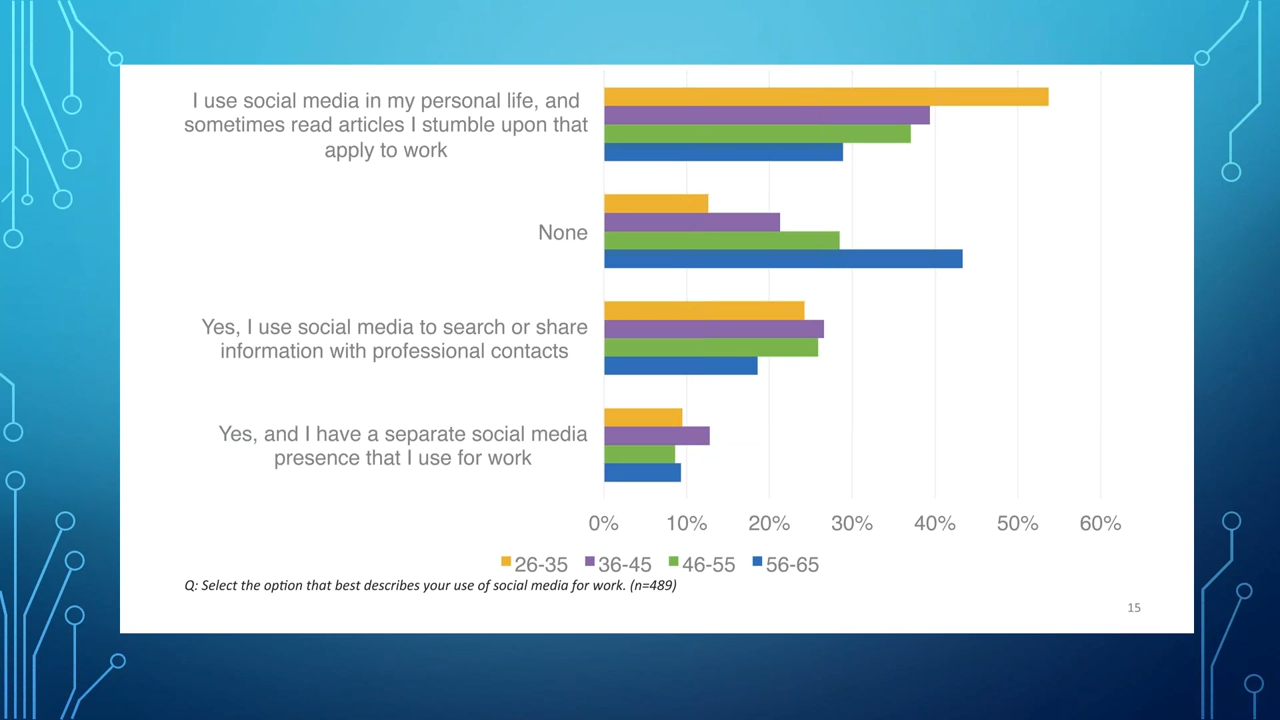 I use social media in my personal life, and
sometimes read articles I stumble upon that
apply to work
None
Yes, I use social media to search or share
information with professional contacts
Yes, and I have a separate social media
presence that I use for work
0% 10% 20% 30% 40% 50% 60%
26-35 36-45 46-55 56-65
Q: Select the option that best describes your use of social media for work. (n=489)
15